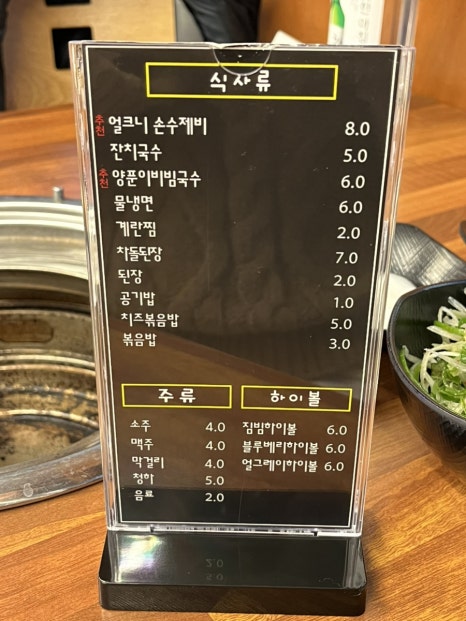 식사류
추천 얼크니 손수제비 8.0
잔치국수 5.0
추천 양푼이비빔국수 6.0
물냉면 6.0
계란찜 2.0
차돌된장 7.0
된장 2.0
공기밥 1.0
치즈볶음밥 5.0
볶음밥 3.0
주류
소주 4.0
맥주 4.0
막걸리 4.0
청하 5.0
음료 2.0
하이볼
짐빔하이볼 6.0
블루베리하이볼 6.0
얼그레이하이볼 6.0